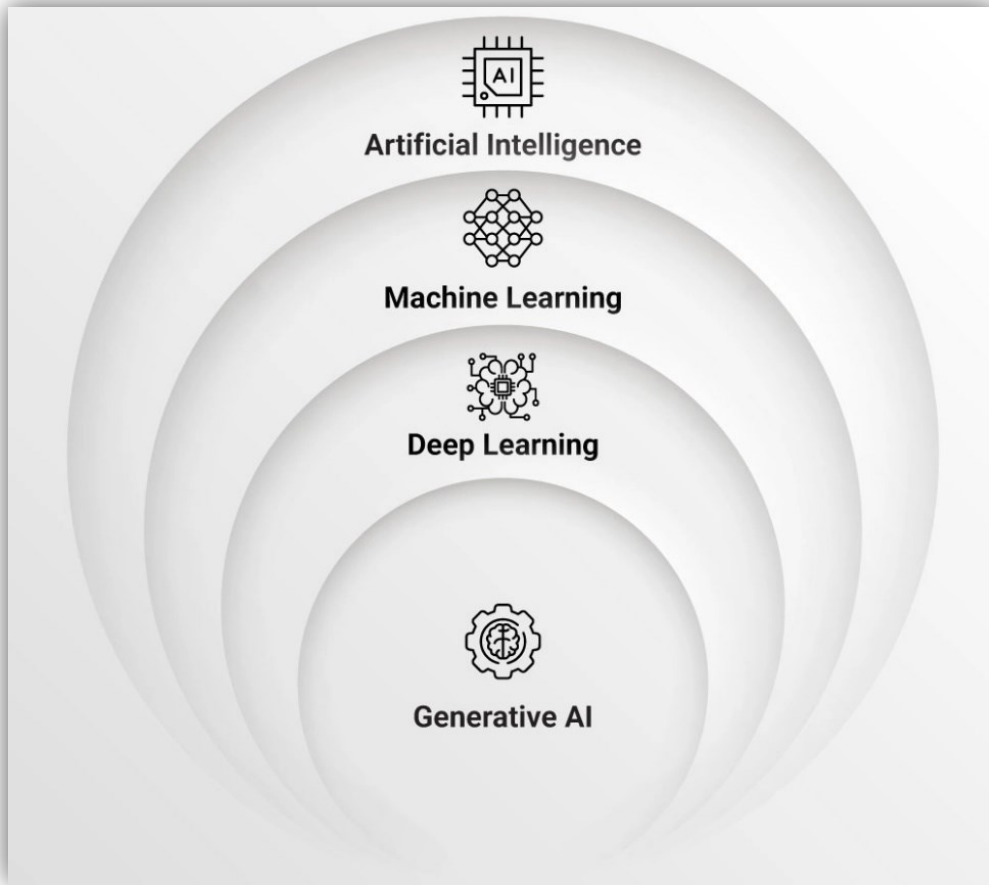 AI
Artificial Intelligence
Machine Learning
Deep Learning
Generative AI